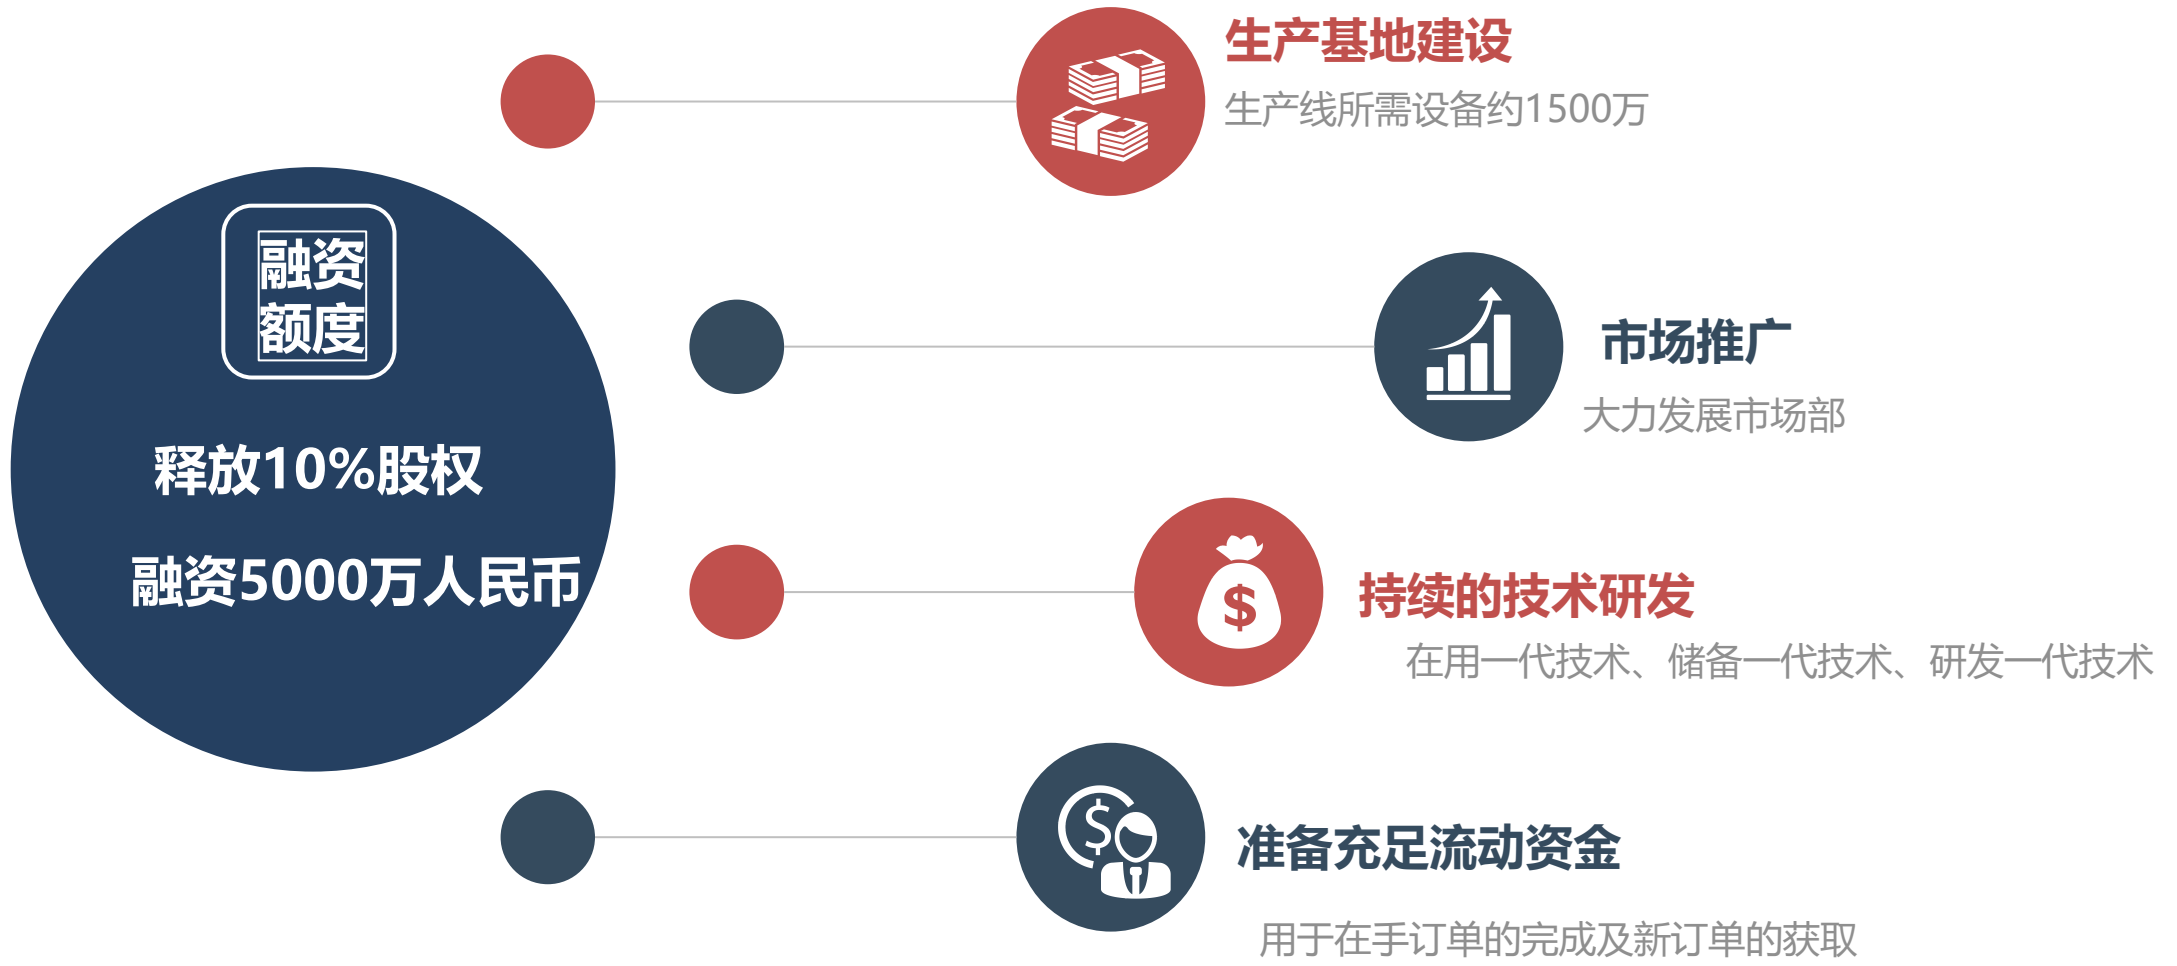 融资
额度
释放10%股权
融资5000万人民币
生产基地建设
生产线所需设备约1500万
市场推广
大力发展市场部
持续的技术研发
在用一代技术、储备一代技术、研发一代技术
准备充足流动资金
用于在手订单的完成及新订单的获取